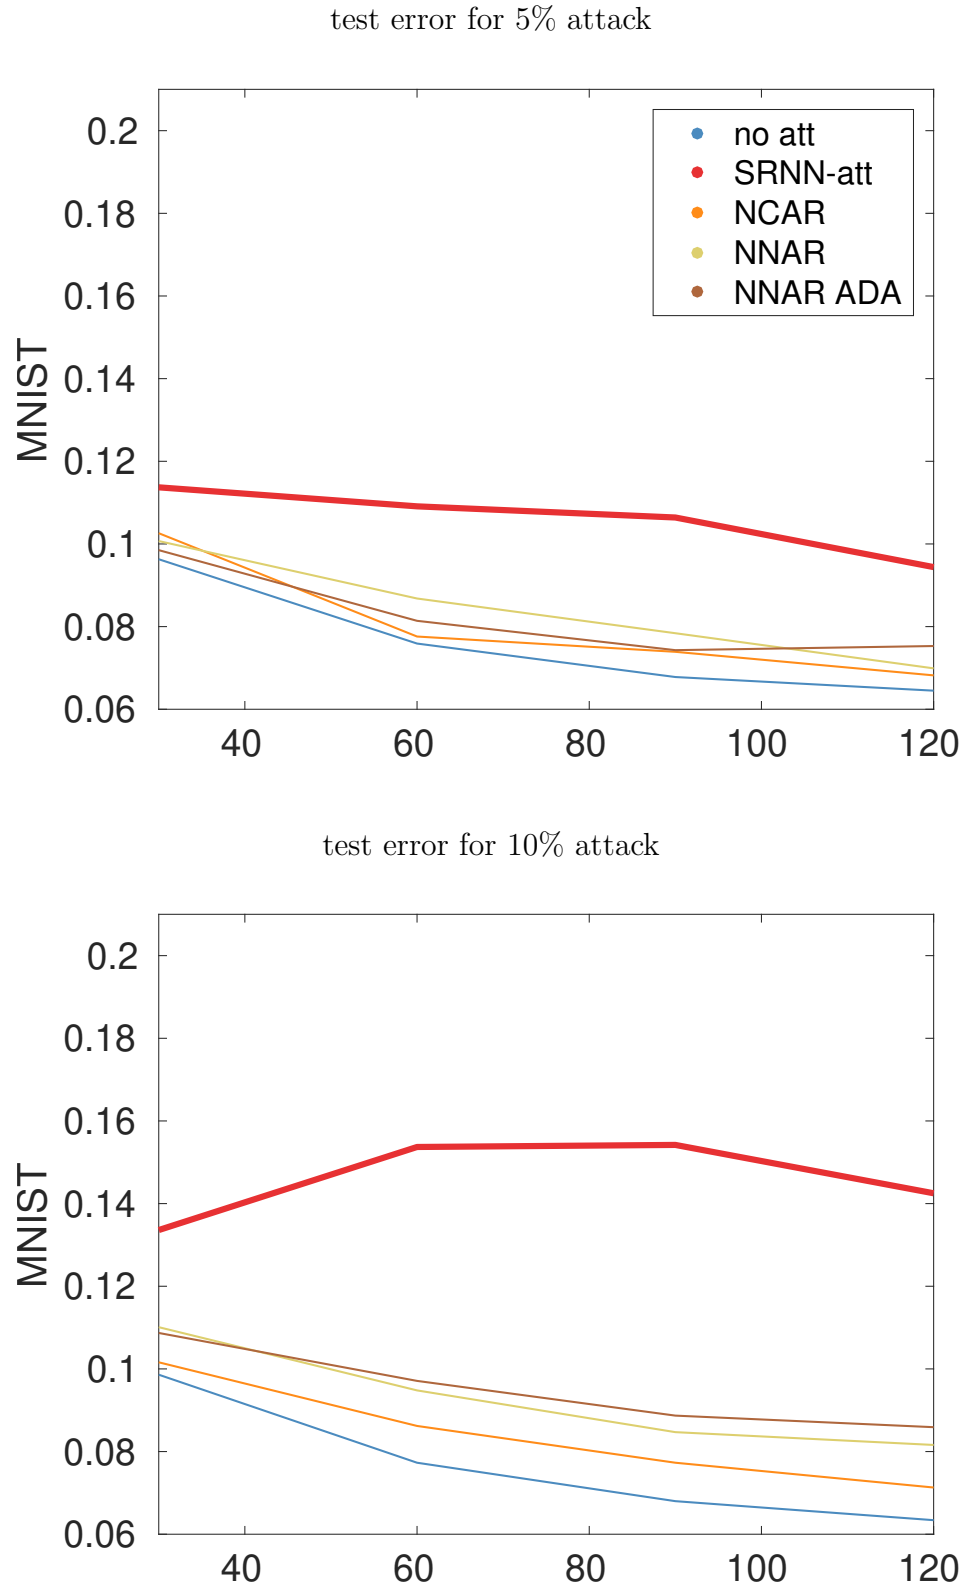 test error for 5% attack
0.2
0.18
0.16
0.14
0.12
0.1
0.08
0.06
MNIST
no att
SRNN-att
NCAR
NNAR
NNAR ADA
40 60 80 100 120
test error for 10% attack
0.2
0.18
0.16
0.14
0.12
0.1
0.08
0.06
MNIST
40 60 80 100 120